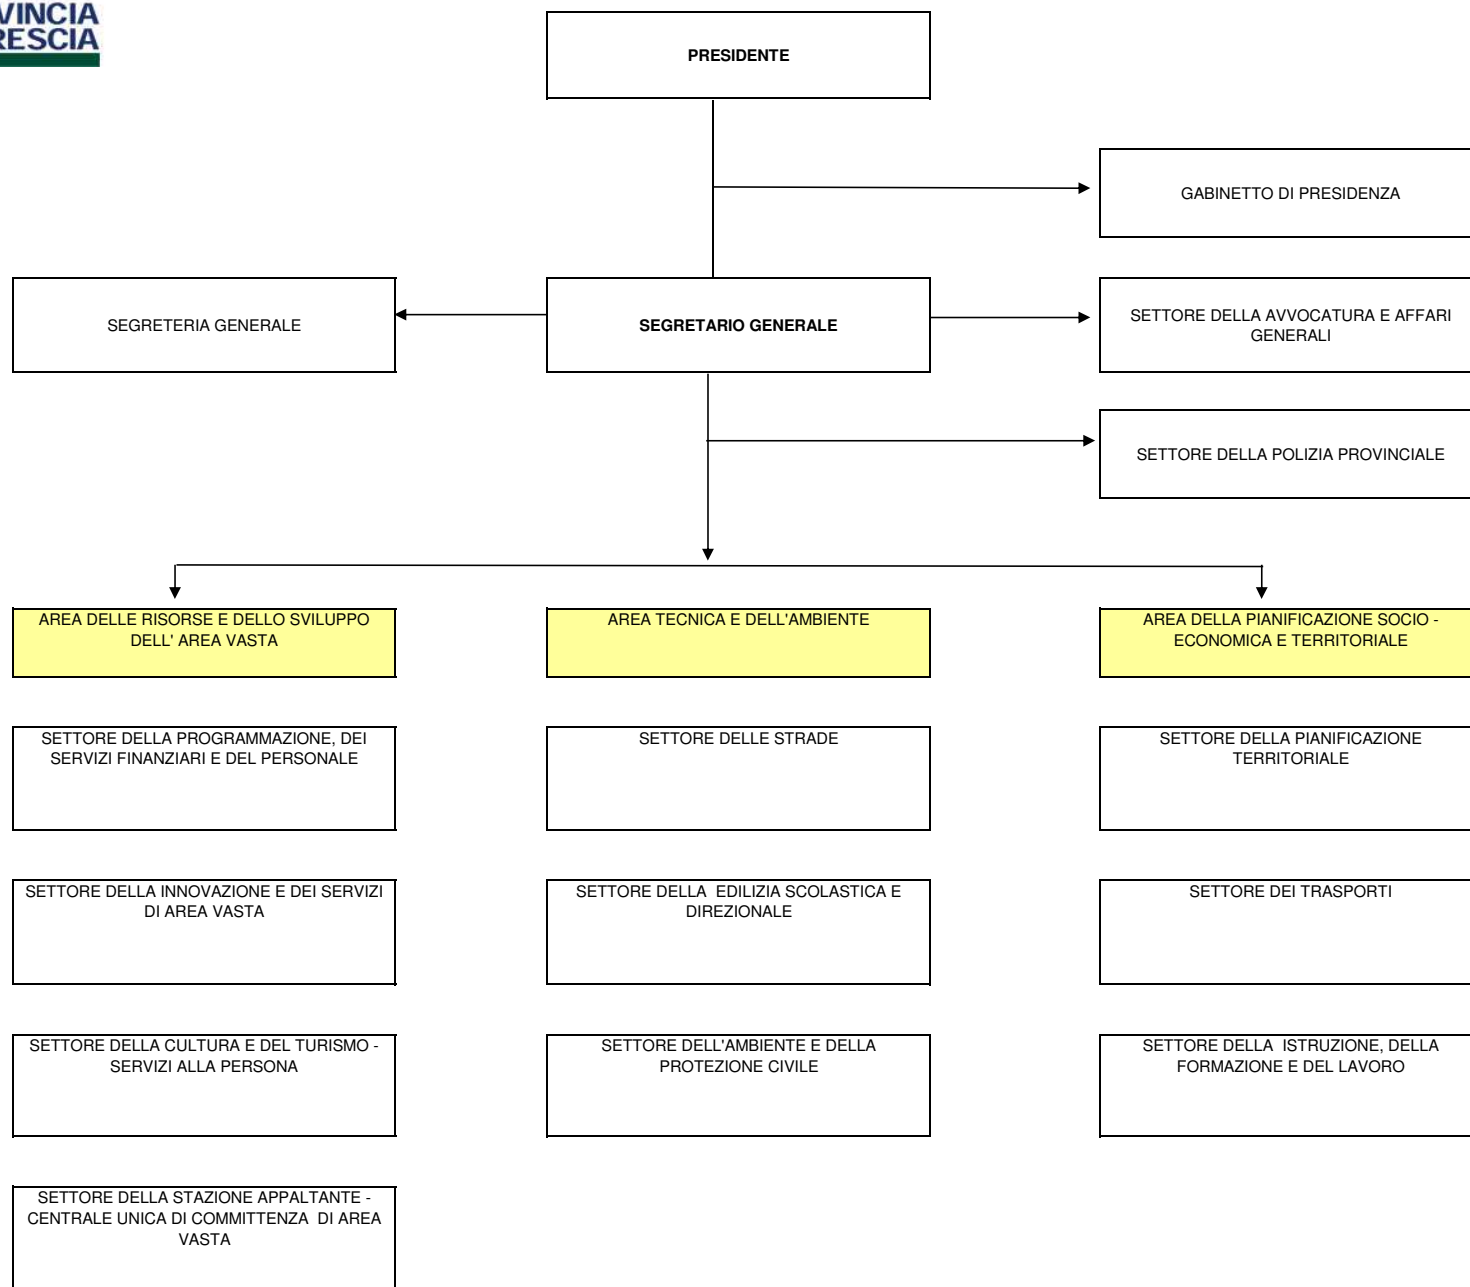 VINCIA
RESCIA
PRESIDENTE
GABINETTO DI PRESIDENZA
SEGRETERIA GENERALE
SEGRETARIO GENERALE
SETTORE DELLA AVVOCATURA E AFFARI
GENERALI
SETTORE DELLA POLIZIA PROVINCIALE
AREA DELLE RISORSE E DELLO SVILUPPO
DELL' AREA VASTA
AREA TECNICA E DELL'AMBIENTE
AREA DELLA PIANIFICAZIONE SOCIO -
ECONOMICA E TERRITORIALE
SETTORE DELLA PROGRAMMAZIONE, DEI
SERVIZI FINANZIARI E DEL PERSONALE
SETTORE DELLE STRADE
SETTORE DELLA PIANIFICAZIONE
TERRITORIALE
SETTORE DELLA INNOVAZIONE E DEI SERVIZI
DI AREA VASTA
SETTORE DELLA  EDILIZIA SCOLASTICA E
DIREZIONALE
SETTORE DEI TRASPORTI
SETTORE DELLA CULTURA E DEL TURISMO -
SERVIZI ALLA PERSONA
SETTORE DELL'AMBIENTE E DELLA
PROTEZIONE CIVILE
SETTORE DELLA  ISTRUZIONE, DELLA
FORMAZIONE E DEL LAVORO
SETTORE DELLA STAZIONE APPALTANTE -
CENTRALE UNICA DI COMMITTENZA  DI AREA
VASTA